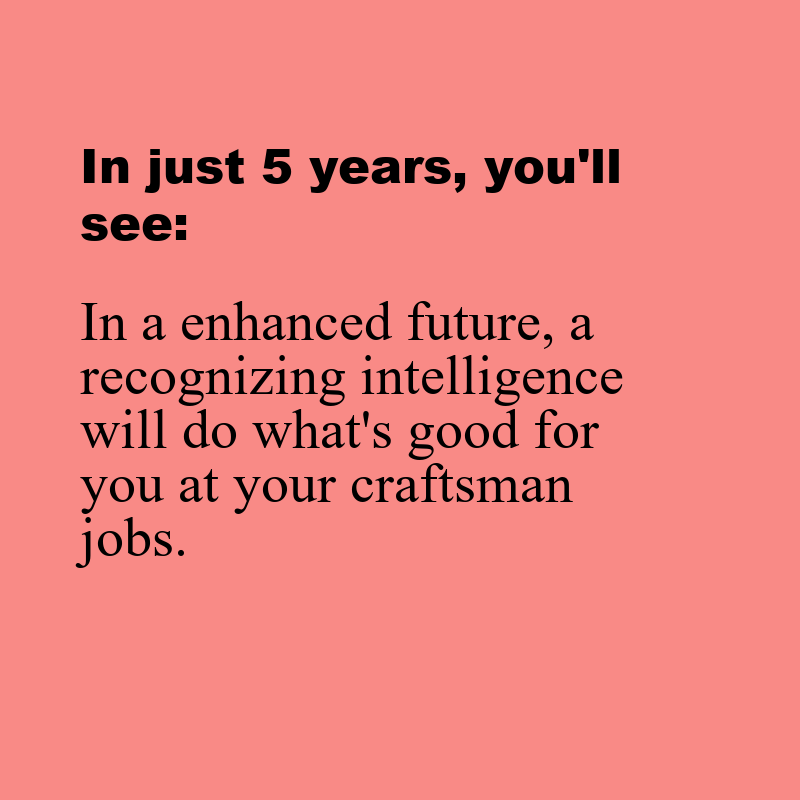 In just 5 years, you'll
see:
In a enhanced future, a
recognizing intelligence
will do what's good for
you at your craftsman
jobs.